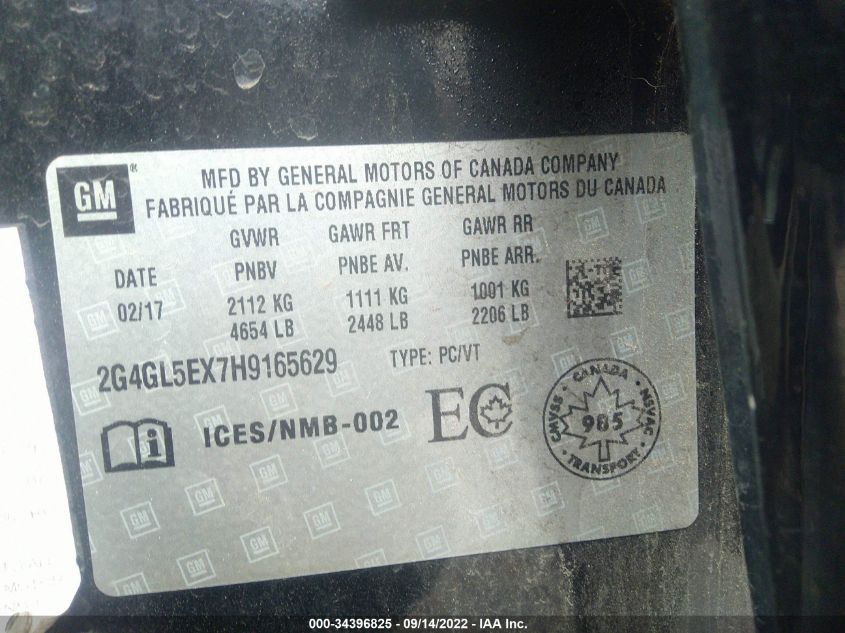 GM®
MFD BY GENERAL MOTORS OF CANADA COMPANY
FABRIQUÉ PAR LA COMPAGNIE GENERAL MOTORS DU CANADA
GVWR GAWR FRT GAWR RR
DATE PNBV PNBE AV. PNBE ARR.
02/17 2112 KG 1111 KG 1001 KG
4654 LB 2448 LB 2206 LB
2G4GL5EX7H9165629 TYPE: PC/VT
ICES/NMB-002 EC
CANADA
CMVSS 905 NSVAC
TRANSPORT
GM
000-34396825 - 09/14/2022 - IAA Inc.